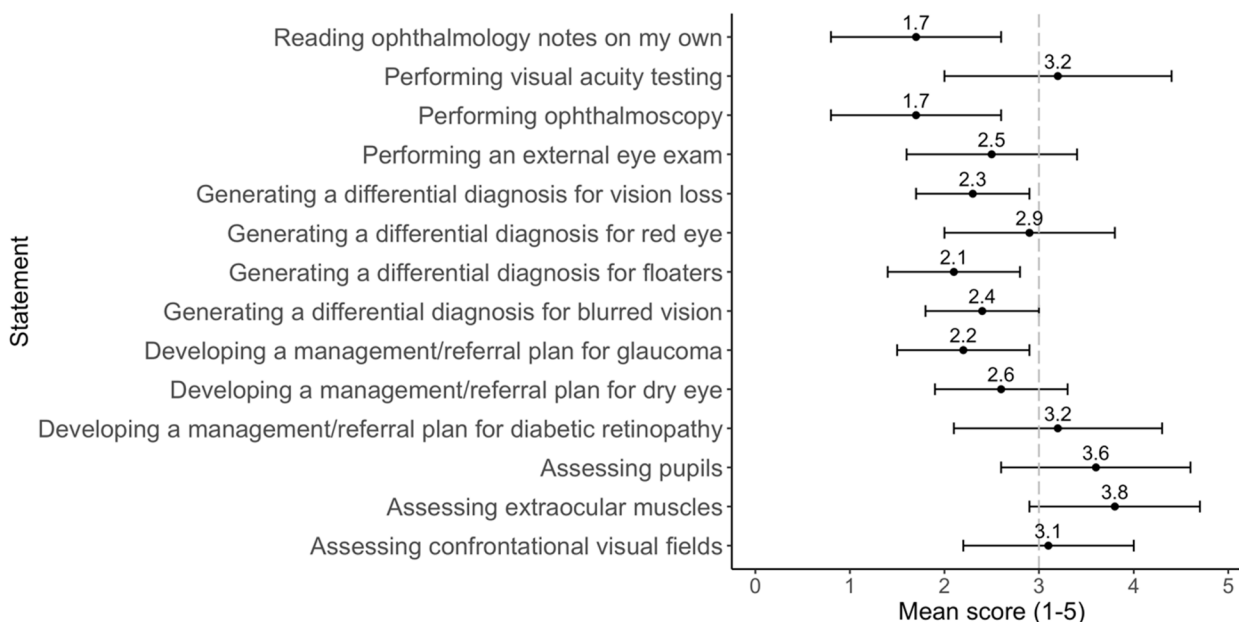 Statement
Reading ophthalmology notes on my own 1.7
Performing visual acuity testing 3.2
Performing ophthalmoscopy 1.7
Performing an external eye exam 2.5
Generating a differential diagnosis for vision loss 2.3
Generating a differential diagnosis for red eye 2.9
Generating a differential diagnosis for floaters 2.1
Generating a differential diagnosis for blurred vision 2.4
Developing a management/referral plan for glaucoma 2.2
Developing a management/referral plan for dry eye 2.6
Developing a management/referral plan for diabetic retinopathy 3.2
Assessing pupils 3.6
Assessing extraocular muscles 3.8
Assessing confrontational visual fields 3.1
0 1 2 3 4 5
Mean score (1-5)